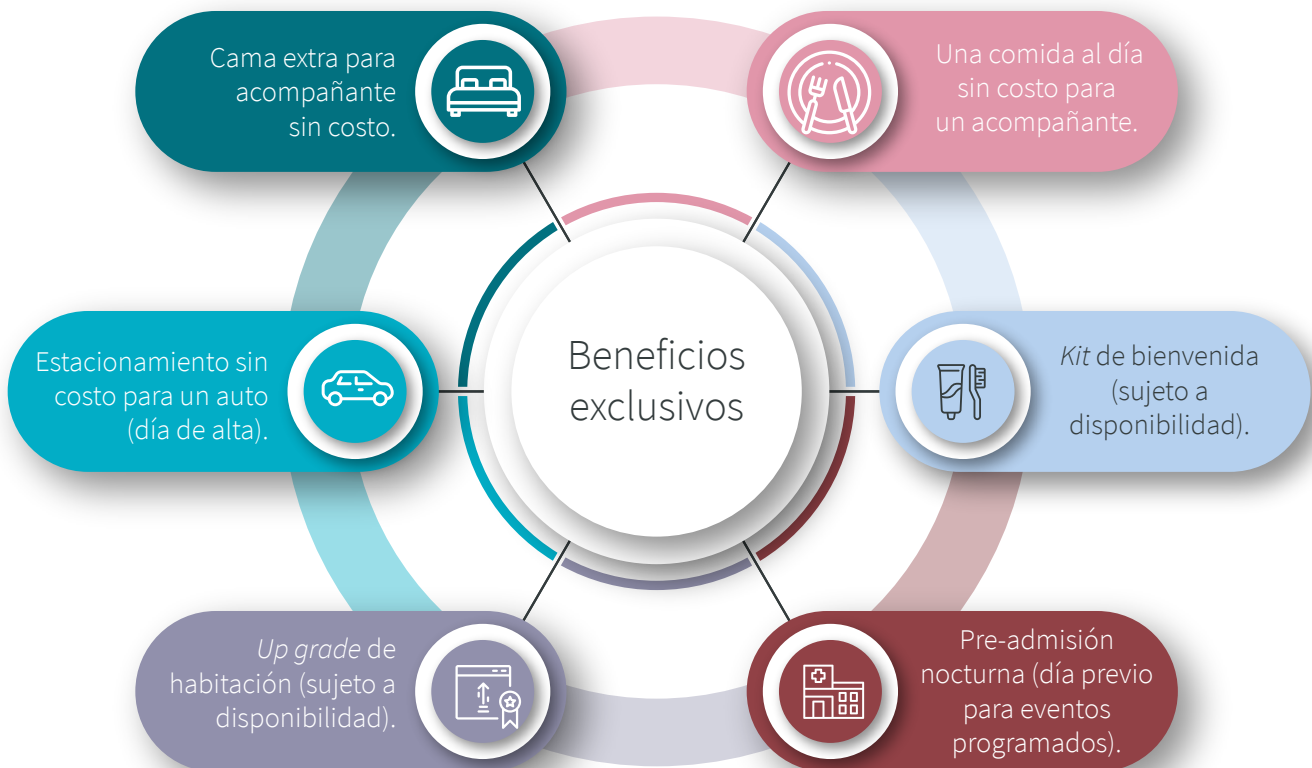 Cama extra para
acompañante
sin costo.
Una comida al día
sin costo para
un acompañante.
Estacionamiento sin
costo para un auto
(día de alta).
Beneficios
exclusivos
Kit de bienvenida
(sujeto a
disponibilidad).
Up grade de
habitación (sujeto a
disponibilidad).
Pre-admisión
nocturna (día previo
para eventos
programados).